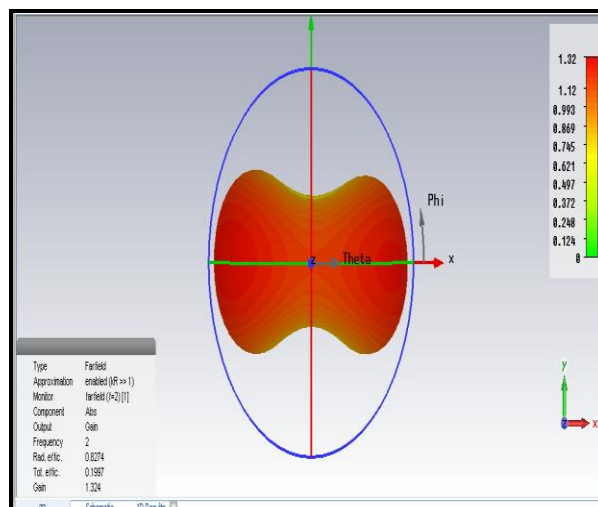 1.32
1.12
0.993
0.869
0.745
0.621
0.497
0.372
0.248
0.124
0
Phi
z
Theta
x
y
z
x
Type Farfield
Approximation enabled (kR >> 1)
Monitor farfield (f=2) [1]
Component Abs
Output Gain
Frequency 2
Rad. effic. 0.8274
Tot. effic. 0.1997
Gain 1.324
Schematic